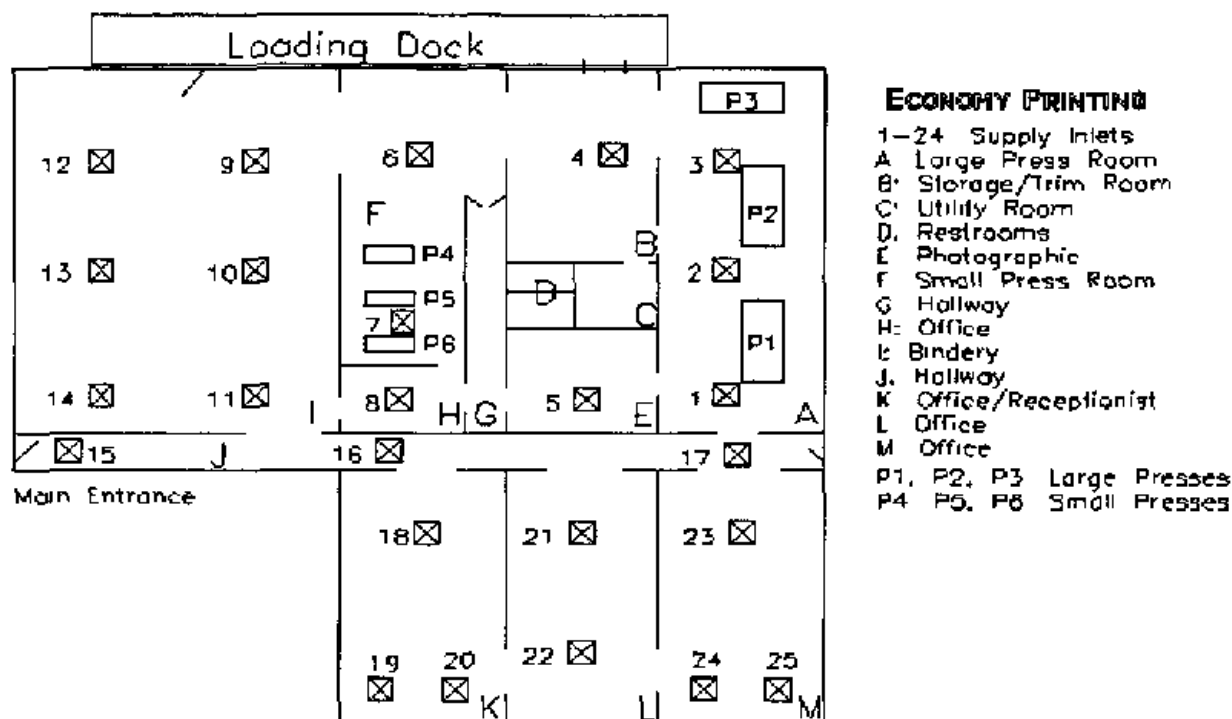 Loading Dock
P3
12
9
6
4
3
F
P2
P4
B
13
10
2
D
P5
7
C
P6
P1
14
11
I
8
H
G
5
E
1
A
15
J
16
17
Main Entrance
18
21
23
22
19
20
24
25
K
L
M
ECONOMY PRINTING
1-24 Supply Inlets
A Large Press Room
B: Storage/Trim Room
C' Utility Room
D. Restrooms
E Photographic
F Small Press Room
G Hallway
H: Office
I: Bindery
J. Hallway
K Office/Receptionist
L Office
M Office
P1, P2, P3 Large Presses
P4 P5, P6 Small Presses